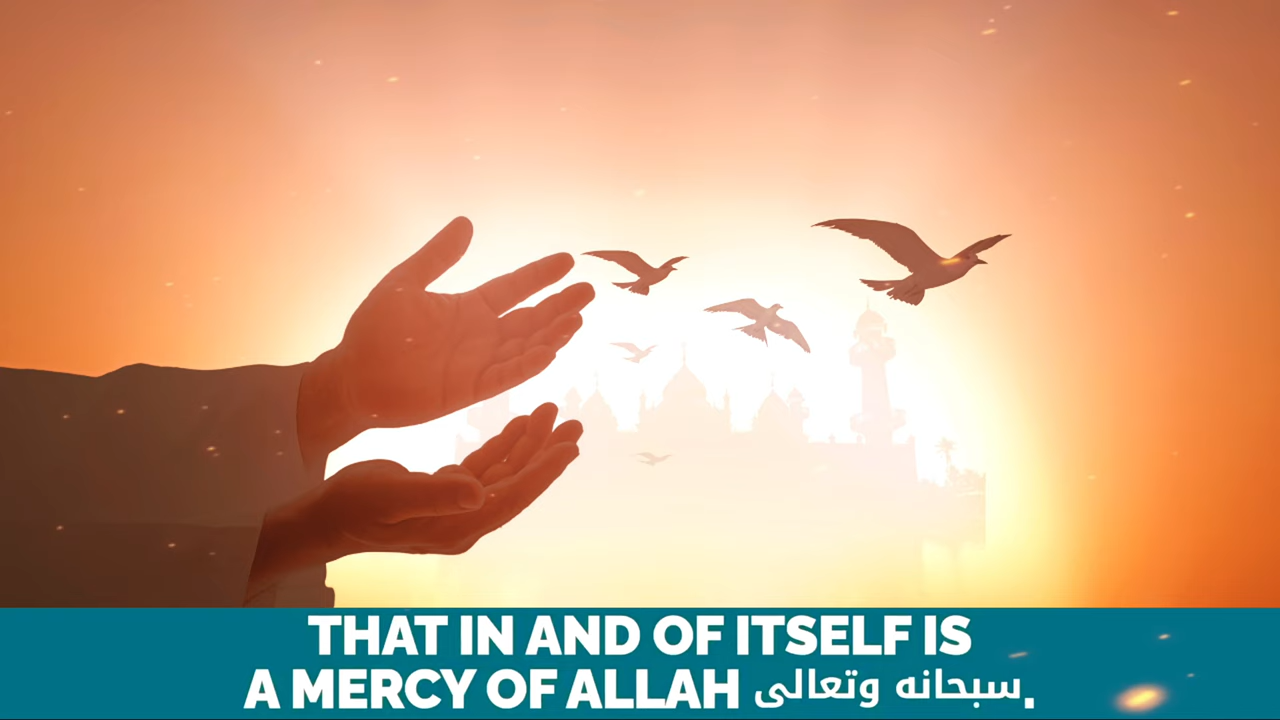 THAT IN AND OF ITSELF IS
A MERCY OF ALLAH سبحانه وتعالى.